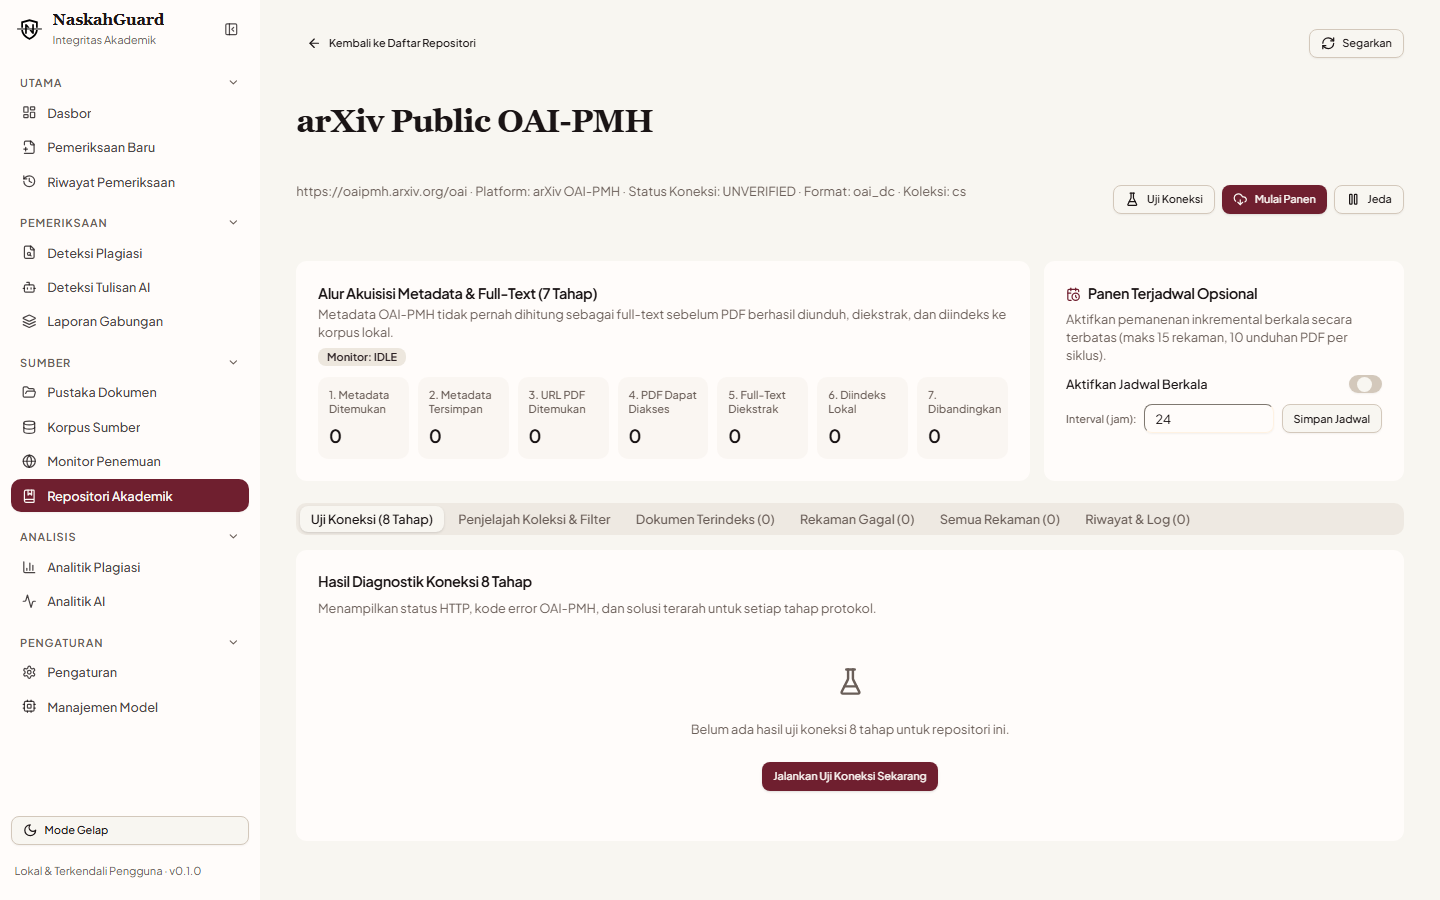 NaskahGuard
Integritas Akademik
UTAMA
Dasbor
Pemeriksaan Baru
Riwayat Pemeriksaan
PEMERIKSAAN
Deteksi Plagiasi
Deteksi Tulisan AI
Laporan Gabungan
SUMBER
Pustaka Dokumen
Korpus Sumber
Monitor Penemuan
Repositori Akademik
ANALISIS
Analitik Plagiasi
Analitik AI
PENGATURAN
Pengaturan
Manajemen Model
Mode Gelap
Lokal & Terkendali Pengguna · v0.1.0
Kembali ke Daftar Repositori
Segarkan
arXiv Public OAI-PMH
https://oaipmh.arxiv.org/oai · Platform: arXiv OAI-PMH · Status Koneksi: UNVERIFIED · Format: oai_dc · Koleksi: cs
Uji Koneksi
Mulai Panen
Jeda
Alur Akuisisi Metadata & Full-Text (7 Tahap)
Metadata OAI-PMH tidak pernah dihitung sebagai full-text sebelum PDF berhasil diunduh, diekstrak, dan diindeks ke
korpus lokal.
Monitor: IDLE
1. Metadata
Ditemukan
0
2. Metadata
Tersimpan
0
3. URL PDF
Ditemukan
0
4. PDF Dapat
Diakses
0
5. Full-Text
Diekstrak
0
6. Diindeks
Lokal
0
7.
Dibandingkan
0
Panen Terjadwal Opsional
Aktifkan pemanenan inkremental berkala secara
terbatas (maks 15 rekaman, 10 unduhan PDF per
siklus).
Aktifkan Jadwal Berkala
Interval (jam):
24
Simpan Jadwal
Uji Koneksi (8 Tahap)
Penjelajah Koleksi & Filter
Dokumen Terindeks (0)
Rekaman Gagal (0)
Semua Rekaman (0)
Riwayat & Log (0)
Hasil Diagnostik Koneksi 8 Tahap
Menampilkan status HTTP, kode error OAI-PMH, dan solusi terarah untuk setiap tahap protokol.
Belum ada hasil uji koneksi 8 tahap untuk repositori ini.
Jalankan Uji Koneksi Sekarang